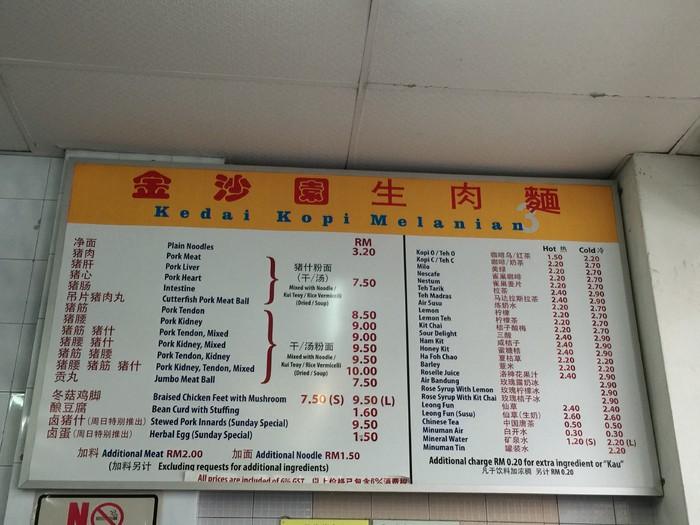 金沙園生肉麵
Kedai Kopi Melanian 3
RM
净面 Plain Noodles 3.20
猪肉 Pork Meat
猪肝 Pork Liver
猪心 Pork Heart
猪肠 Intestine
吊片猪肉丸 Cutterfish Pork Meat Ball
猪什粉面
(干/汤)
Mixed with Noodle /
Kui Teuy / Rice Vermicelli
(Dried / Soup)
7.50
猪筋 Pork Tendon 8.50
猪腰 Pork Kidney 9.00
猪筋 猪什 Pork Tendon, Mixed 9.00
猪腰 猪什 Pork Kidney, Mixed 9.50
猪筋 猪腰 Pork Tendon, Kidney 9.50
猪腰 猪筋 猪什 Pork Kidney, Tendon, Mixed 10.00
贡丸 Jumbo Meat Ball 7.50
干/汤粉面
Mixed with Noodle /
Kui Teuy / Rice Vermicelli
(Dried / Soup)
冬菇鸡脚 Braised Chicken Feet with Mushroom 7.50 (S) 9.50 (L)
酿豆腐 Bean Curd with Stuffing 1.60
卤猪什(周日特别推出) Stewed Pork Innards (Sunday Special) 9.50
卤蛋(周日特别推出) Herbal Egg (Sunday Special) 1.50
加料 Additional Meat RM2.00 加面 Additional Noodle RM1.50
(加料另计 Excluding requests for additional ingredients)
All prices are included of 6% GST. 以上价格已包含6%消费税
Hot 热 Cold 冷
Kopi O / Teh O 咖啡乌/红茶 1.50 2.20
Kopi C / Teh C 咖啡/奶茶 2.20 2.70
Milo 美绿 2.20 2.70
Nescafe 雀巢咖啡 2.20 2.70
Nestum 雀巢麦片 2.20 2.70
Teh Tarik 拉茶 2.40 2.90
Teh Madras 马达拉斯拉茶 2.40 2.90
Air Susu 炼奶水 2.20 2.70
Lemon 柠檬 2.20 2.70
Lemon Teh 柠檬茶 2.20 2.70
Kit Chai 桔子酸梅 2.20 2.70
Sour Delight 三酸 2.40 2.90
Ham Kit 咸桔子 2.40 2.90
Honey Kit 蜜糖桔 2.40 2.90
Ha Foh Chao 夏桔草 2.20 2.20
Barley 薏米 2.20 2.20
Roselle Juice 洛神花果汁 2.40 2.90
Air Bandung 玫瑰露奶冰 2.90
Rose Syrup With Lemon 玫瑰柠檬冰 2.90
Rose Syrup With Kit Chai 玫瑰桔子冰 2.90
Leong Fun 仙草 2.40 2.40
Leong Fun (Susu) 仙草(生奶) 2.60 2.60
Chinese Tea 中国唐茶 0.50 0.50
Minuman Air 白开水 0.30 0.30
Mineral Water 矿泉水 1.20 (S) 2.20 (L)
Minuman Tin 罐装水 2.20
Additional charge RM 0.20 for extra ingredient or "Kau"
凡于饮料加浓稠 另计 RM 0.20
N